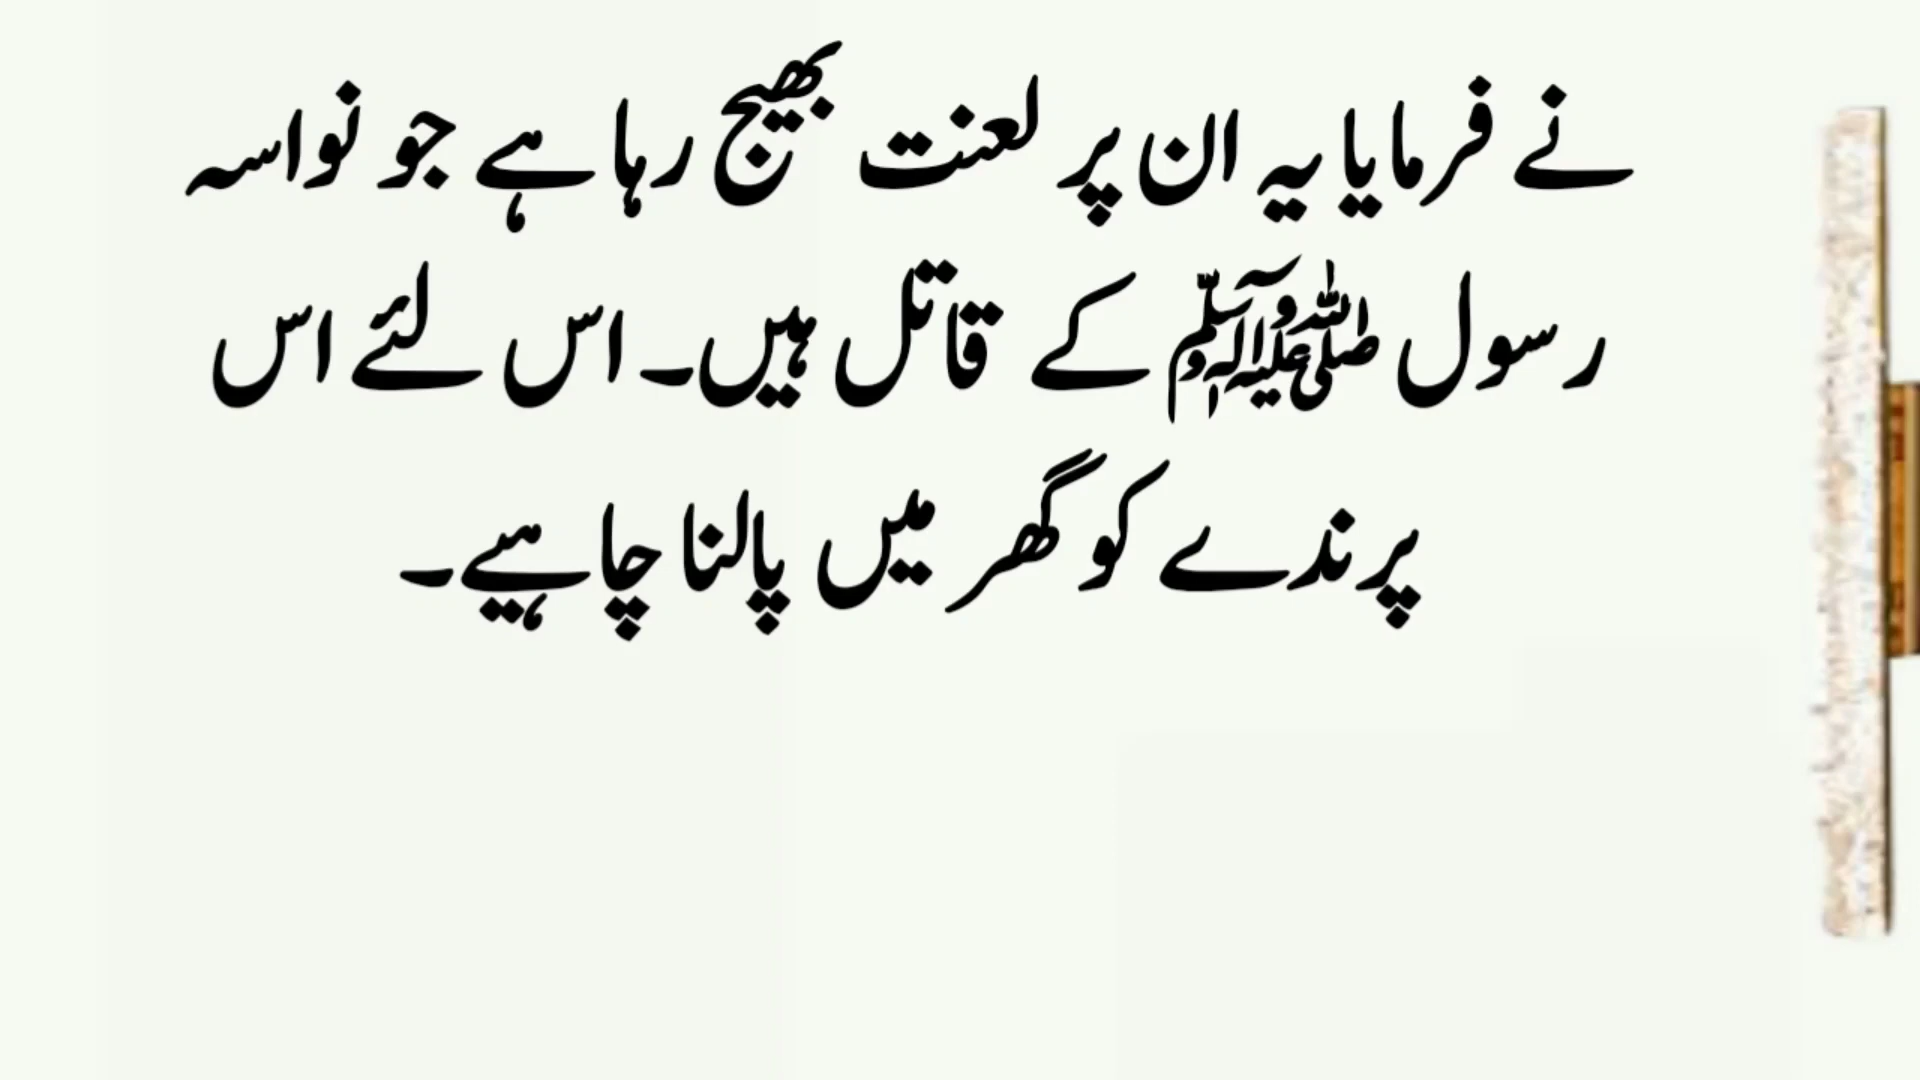 نے فرمایا یہ ان پر لعنت بھیج رہا ہے جو نواسہ
رسول ﷺ کے قاتل ہیں۔ اس لئے اس
پرندے کو گھر میں پالنا چاہیے۔